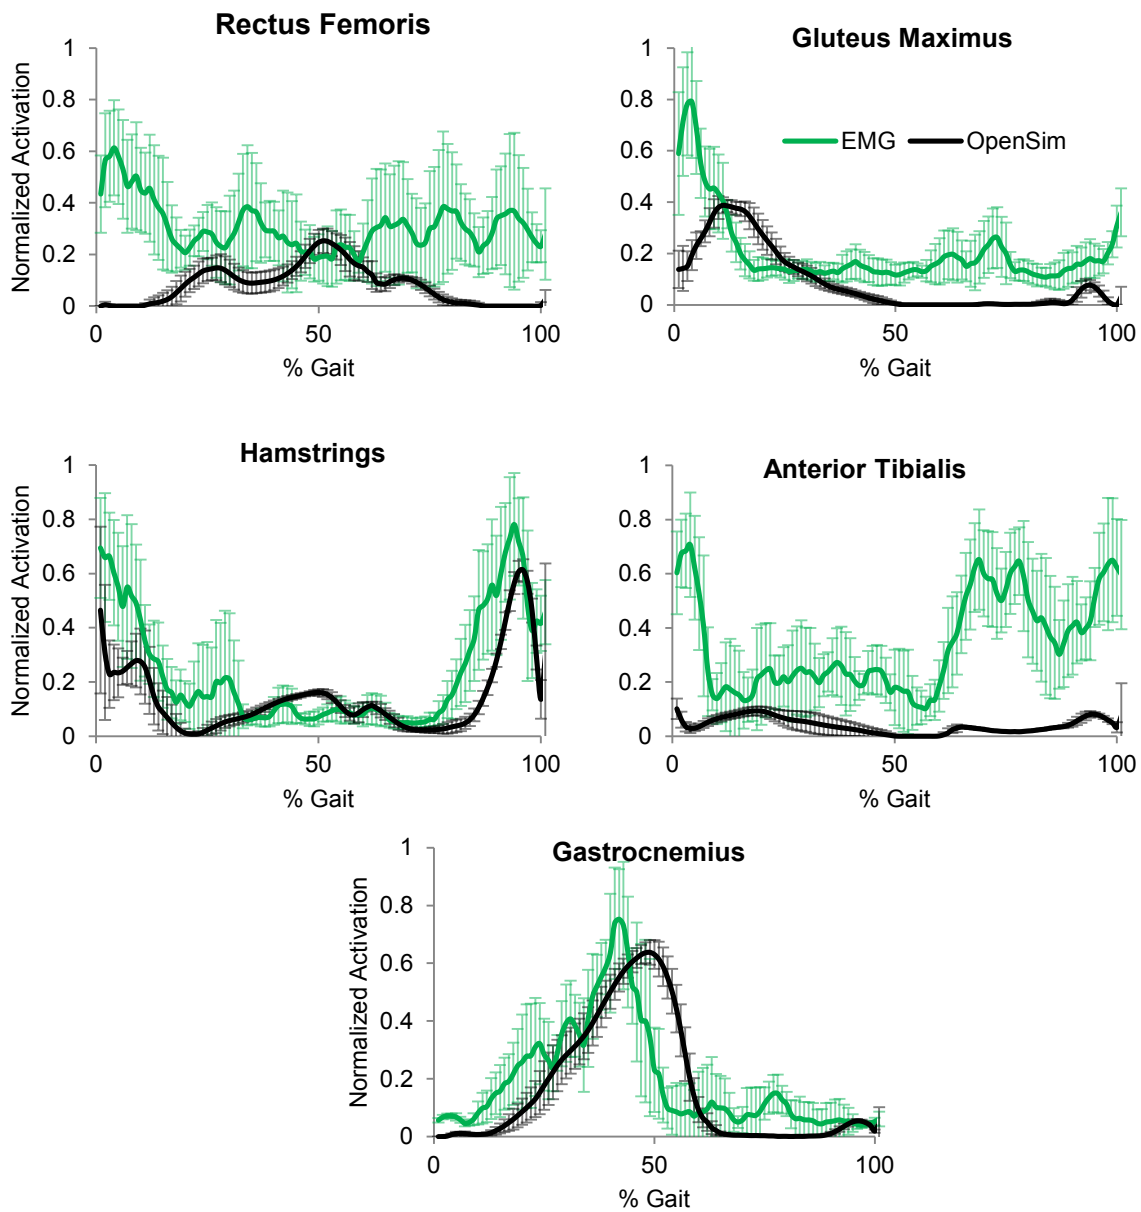 Rectus Femoris
Normalized Activation
1
0.8
0.6
0.4
0.2
0
0 50 100
% Gait
Gluteus Maximus
EMG OpenSim
1
0.8
0.6
0.4
0.2
0
0 50 100
% Gait
Hamstrings
Normalized Activation
1
0.8
0.6
0.4
0.2
0
0 50 100
% Gait
Anterior Tibialis
1
0.8
0.6
0.4
0.2
0
0 50 100
% Gait
Gastrocnemius
Normalized Activation
1
0.8
0.6
0.4
0.2
0
0 50 100
% Gait